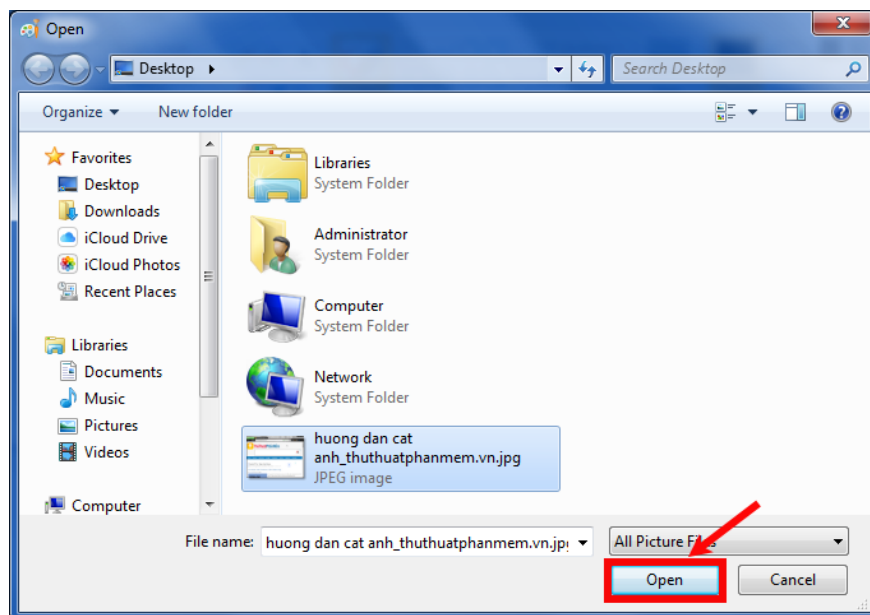 Open
Desktop
Search Desktop
Organize
New folder
Favorites
Desktop
Downloads
iCloud Drive
iCloud Photos
Recent Places
Libraries
Documents
Music
Pictures
Videos
Computer
Libraries
System Folder
Administrator
System Folder
Computer
System Folder
Network
System Folder
huong dan cat
anh_thuthuatphanmem.vn.jpg
JPEG image
File name:
huong dan cat anh_thuthuatphanmem.vn.jp
All Picture Files
Open
Cancel